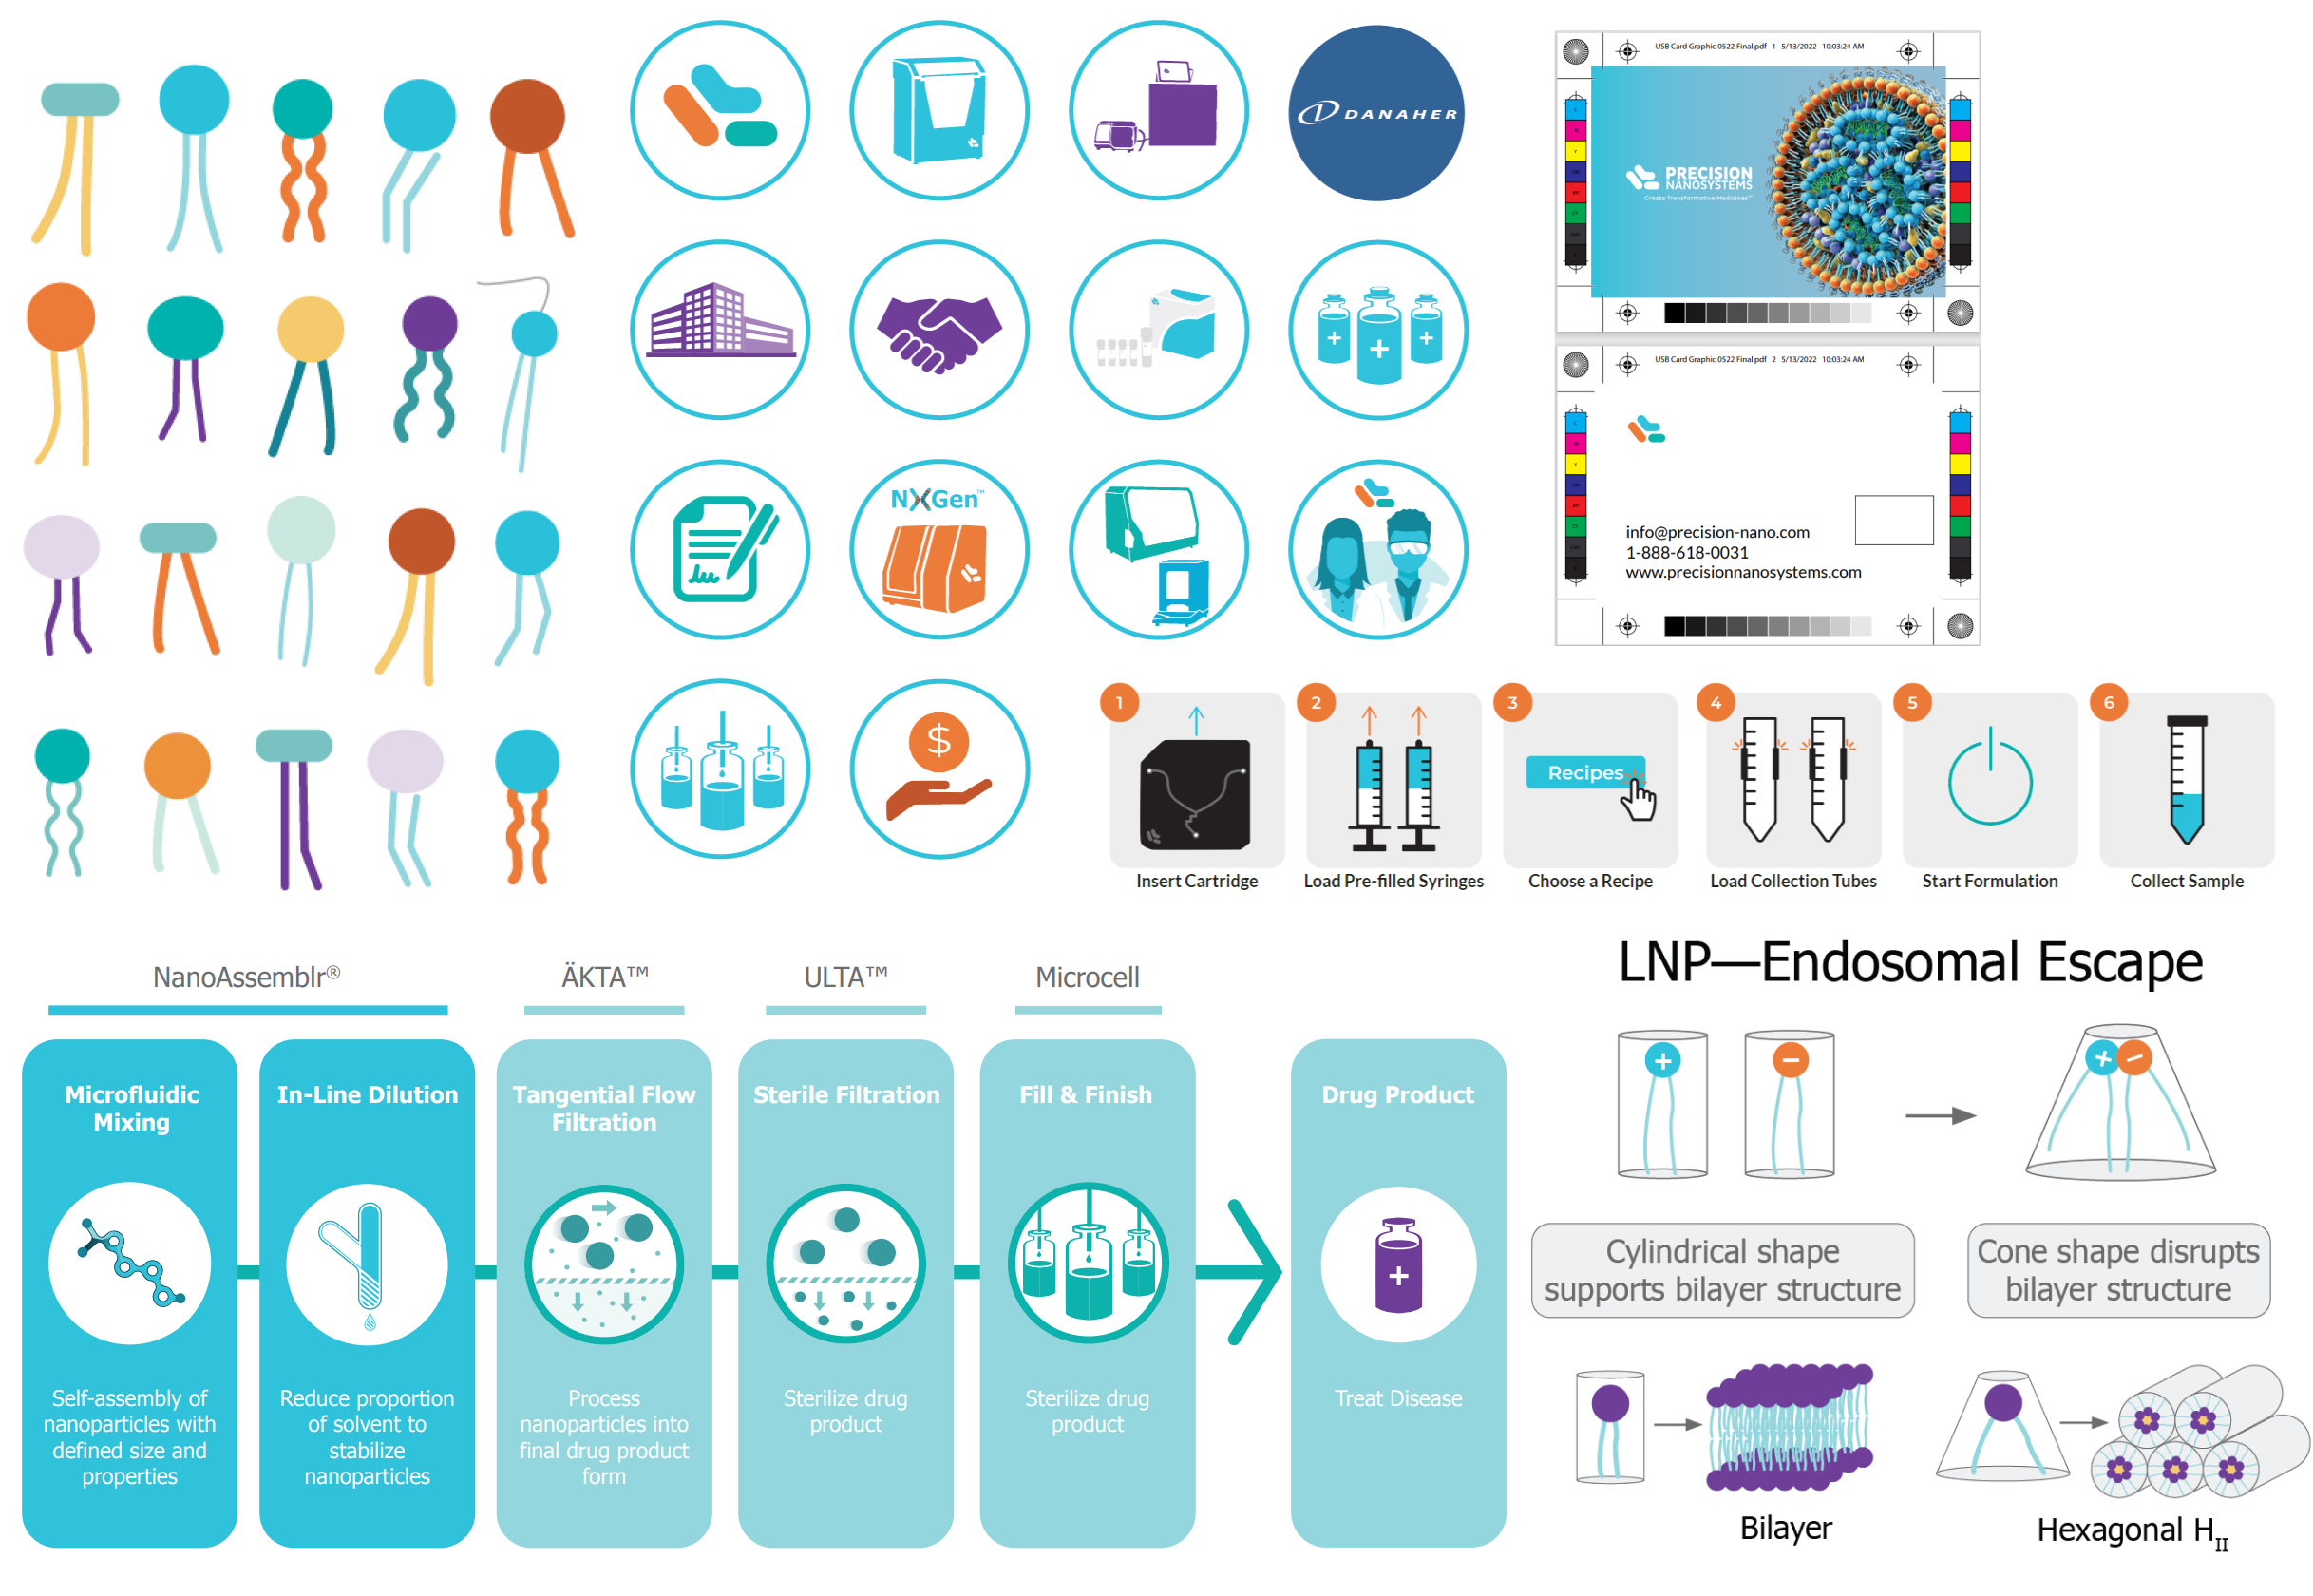 DANAHER
USB Card Graphic 0522 Final.pdf 1 5/13/2022 10:03:24 AM
PRECISION
NANOSYSTEMS
Create Transformative Medicines™
USB Card Graphic 0522 Final.pdf 2 5/13/2022 10:03:24 AM
info@precision-nano.com
1-888-618-0031
www.precisionnanosystems.com
NXGen™
$
1
2
3
4
5
6
Recipes
Insert Cartridge
Load Pre-filled Syringes
Choose a Recipe
Load Collection Tubes
Start Formulation
Collect Sample
NanoAssemblr®
ÄKTA™
ULTA™
Microcell
Microfluidic
Mixing
Self-assembly of
nanoparticles with
defined size and
properties
In-Line Dilution
Reduce proportion
of solvent to
stabilize
nanoparticles
Tangential Flow
Filtration
Process
nanoparticles into
final drug product
form
Sterile Filtration
Sterilize drug
product
Fill & Finish
Sterilize drug
product
Drug Product
Treat Disease
LNP—Endosomal Escape
Cylindrical shape
supports bilayer structure
Cone shape disrupts
bilayer structure
Bilayer
Hexagonal H_II